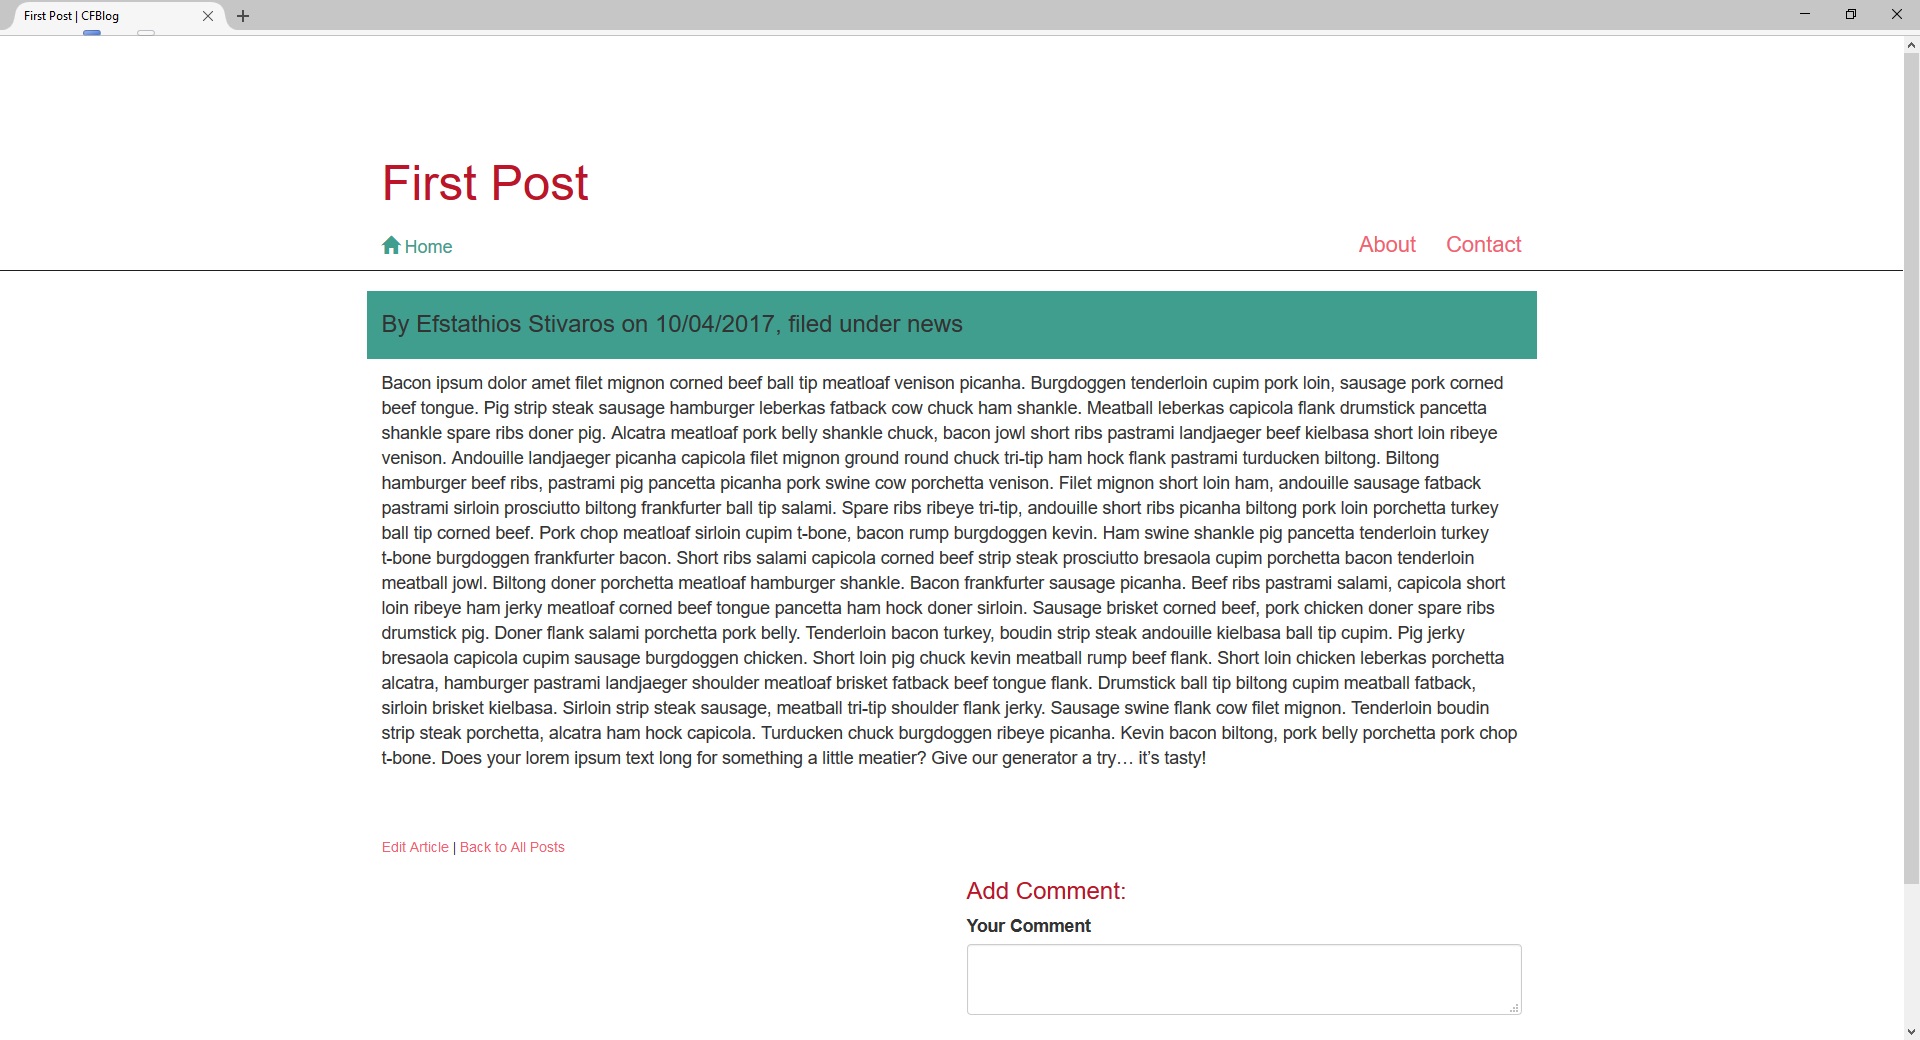 First Post | CFBlog
First Post
Home
About Contact
By Efstathios Stivaros on 10/04/2017, filed under news
Bacon ipsum dolor amet filet mignon corned beef ball tip meatloaf venison picanha. Burgdoggen tenderloin cupim pork loin, sausage pork corned
beef tongue. Pig strip steak sausage hamburger leberkas fatback cow chuck ham shankle. Meatball leberkas capicola flank drumstick pancetta
shankle spare ribs doner pig. Alcatra meatloaf pork belly shankle chuck, bacon jowl short ribs pastrami landjaeger beef kielbasa short loin ribeye
venison. Andouille landjaeger picanha capicola filet mignon ground round chuck tri-tip ham hock flank pastrami turducken biltong. Biltong
hamburger beef ribs, pastrami pig pancetta picanha pork swine cow porchetta venison. Filet mignon short loin ham, andouille sausage fatback
pastrami sirloin prosciutto biltong frankfurter ball tip salami. Spare ribs ribeye tri-tip, andouille short ribs picanha biltong pork loin porchetta turkey
ball tip corned beef. Pork chop meatloaf sirloin cupim t-bone, bacon rump burgdoggen kevin. Ham swine shankle pig pancetta tenderloin turkey
t-bone burgdoggen frankfurter bacon. Short ribs salami capicola corned beef strip steak prosciutto bresaola cupim porchetta bacon tenderloin
meatball jowl. Biltong doner porchetta meatloaf hamburger shankle. Bacon frankfurter sausage picanha. Beef ribs pastrami salami, capicola short
loin ribeye ham jerky meatloaf corned beef tongue pancetta ham hock doner sirloin. Sausage brisket corned beef, pork chicken doner spare ribs
drumstick pig. Doner flank salami porchetta pork belly. Tenderloin bacon turkey, boudin strip steak andouille kielbasa ball tip cupim. Pig jerky
bresaola capicola cupim sausage burgdoggen chicken. Short loin pig chuck kevin meatball rump beef flank. Short loin chicken leberkas porchetta
alcatra, hamburger pastrami landjaeger shoulder meatloaf brisket fatback beef tongue flank. Drumstick ball tip biltong cupim meatball fatback,
sirloin brisket kielbasa. Sirloin strip steak sausage, meatball tri-tip shoulder flank jerky. Sausage swine flank cow filet mignon. Tenderloin boudin
strip steak porchetta, alcatra ham hock capicola. Turducken chuck burgdoggen ribeye picanha. Kevin bacon biltong, pork belly porchetta pork chop
t-bone. Does your lorem ipsum text long for something a little meatier? Give our generator a try… it’s tasty!
Edit Article | Back to All Posts
Add Comment:
Your Comment